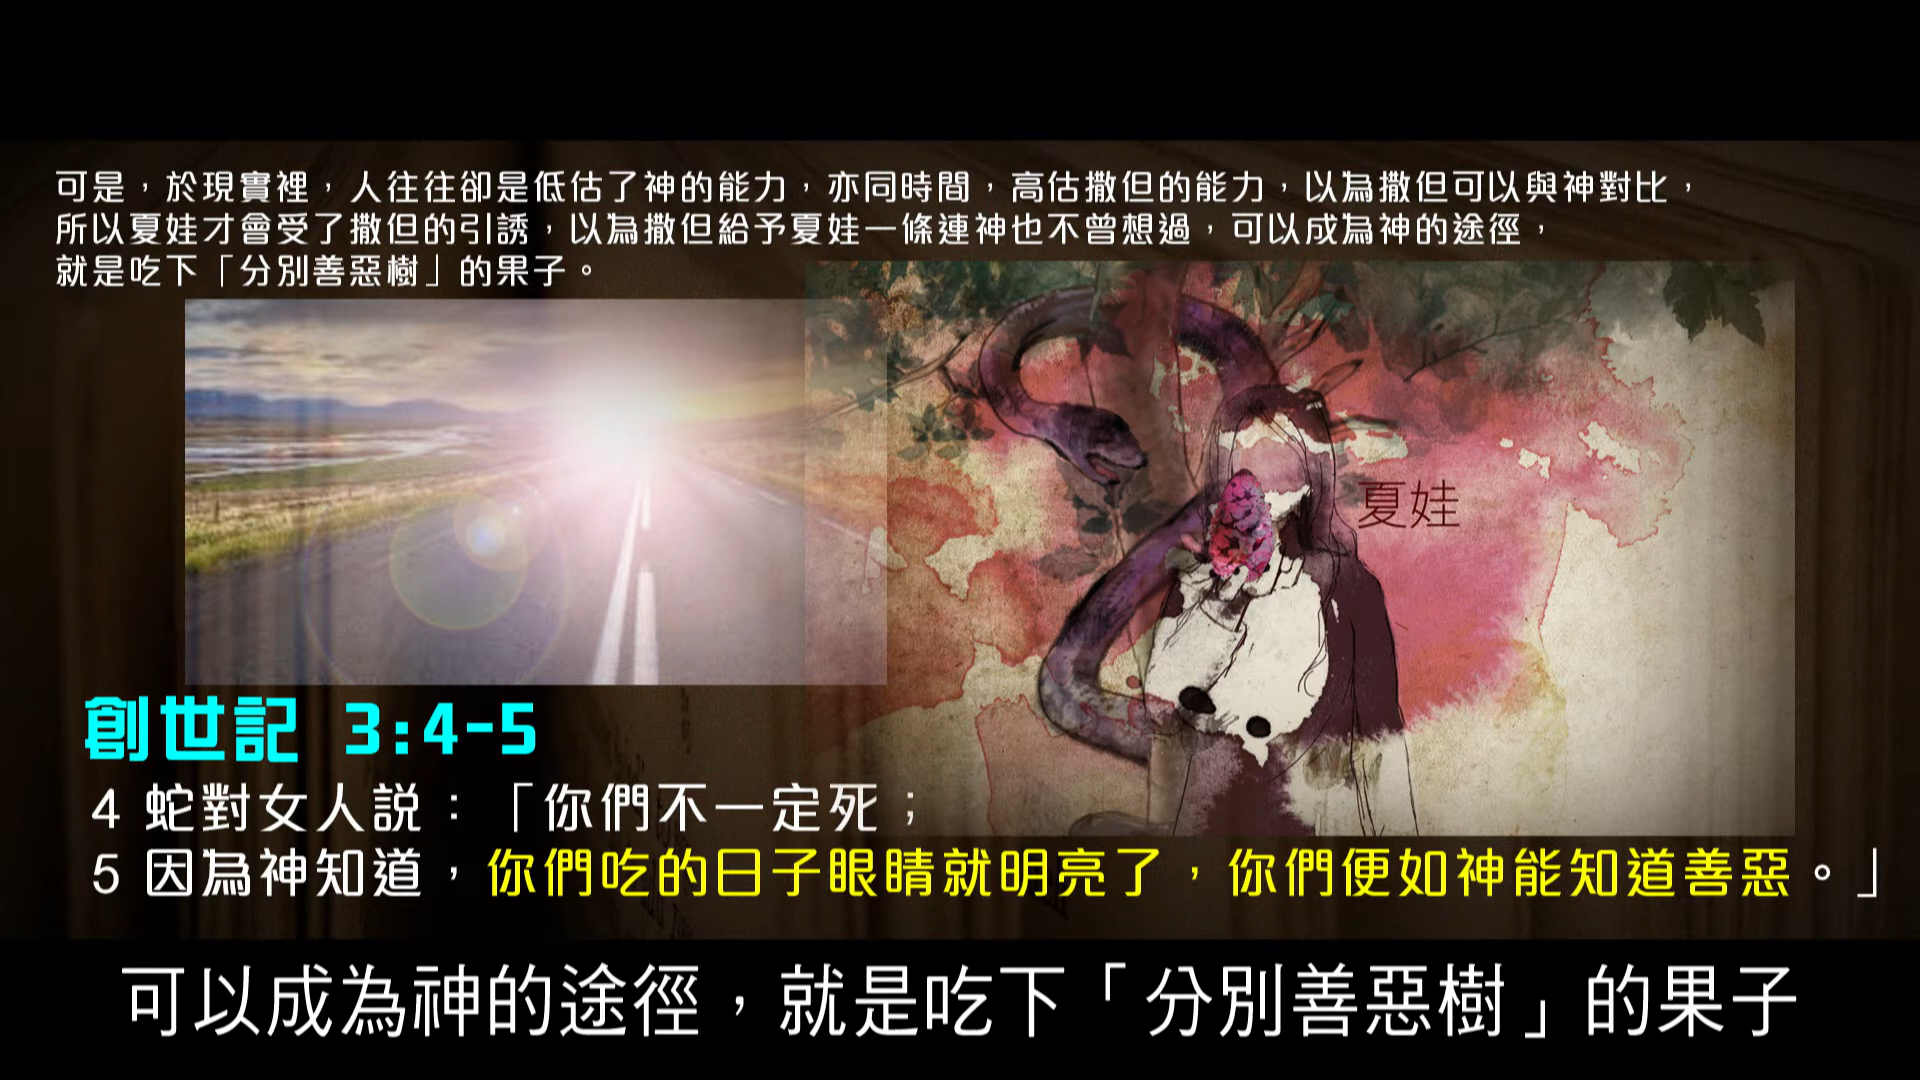 可是，於現實裡，人往往卻是低估了神的能力，亦同時間，高估撒但的能力，以為撒但可以與神對比，
所以夏娃才會受了撒但的引誘，以為撒但給予夏娃一條連神也不曾想過，可以成為神的途徑，
就是吃下「分別善惡樹」的果子。
夏娃
創世記 3:4-5
4 蛇對女人説：「你們不一定死；
5 因為神知道，你們吃的日子眼睛就明亮了，你們便如神能知道善惡。」
可以成為神的途徑，就是吃下「分別善惡樹」的果子